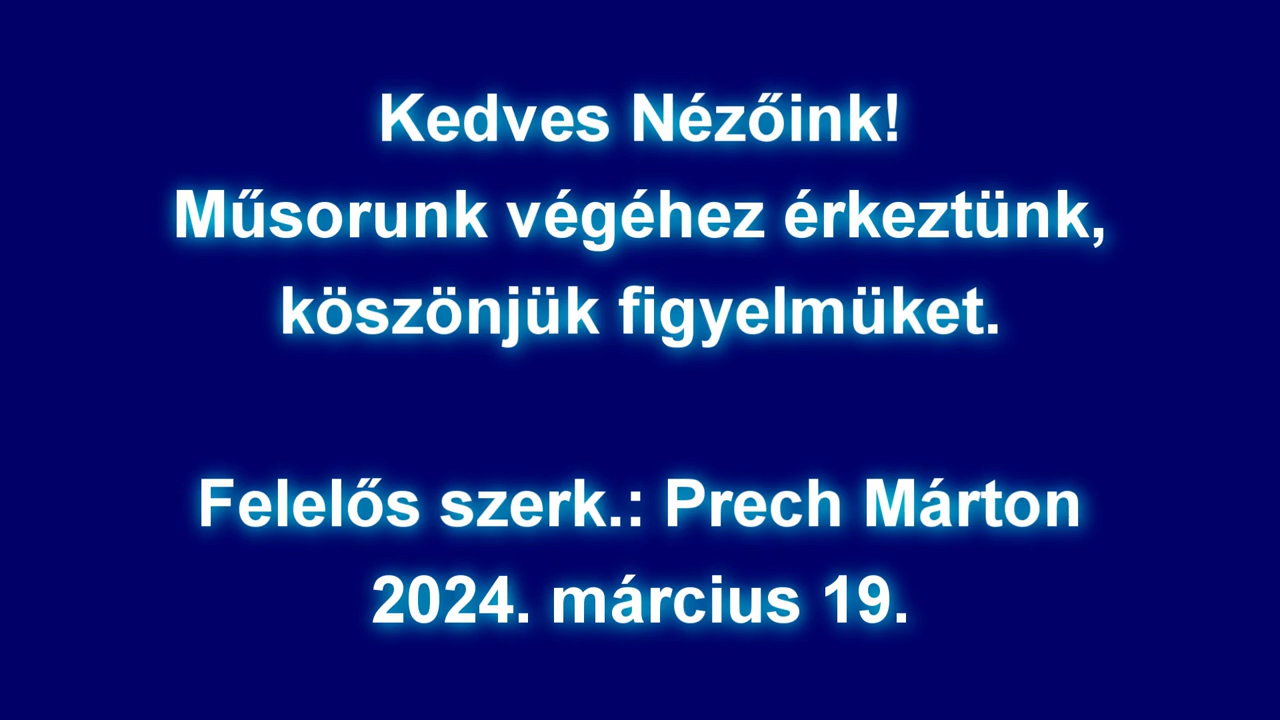 Kedves Nézőink!
Műsorunk végéhez érkeztünk,
köszönjük figyelmüket.
Felelős szerk.: Prech Márton
2024. március 19.